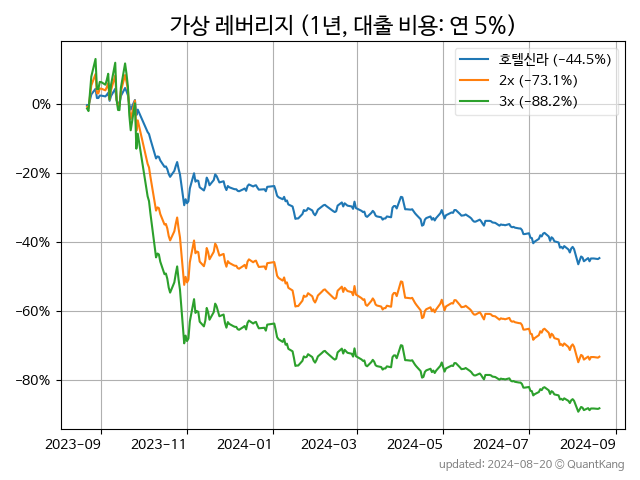 가상 레버리지 (1년, 대출 비용: 연 5%)
호텔신라 (-44.5%)
2x (-73.1%)
3x (-88.2%)
0%
-20%
-40%
-60%
-80%
2023-09 2023-11 2024-01 2024-03 2024-05 2024-07 2024-09
updated: 2024-08-20 © QuantKang